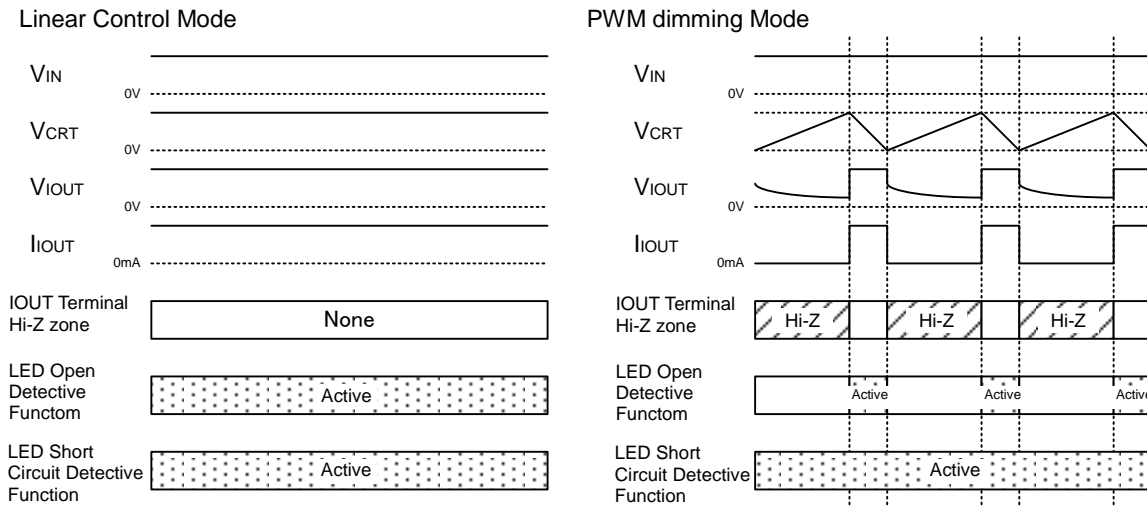 Linear Control Mode
VIN
0V
VCRT
0V
VIOUT
0V
IIOUT
0mA
IOUT Terminal
Hi-Z zone
None
LED Open
Detective
Functom
Active
LED Short
Circuit Detective
Function
Active
PWM dimming Mode
VIN
0V
VCRT
VIOUT
0V
IIOUT
0mA
IOUT Terminal
Hi-Z zone
Hi-Z Hi-Z Hi-Z
LED Open
Detective
Functom
Active Active Active
LED Short
Circuit Detective
Function
Active